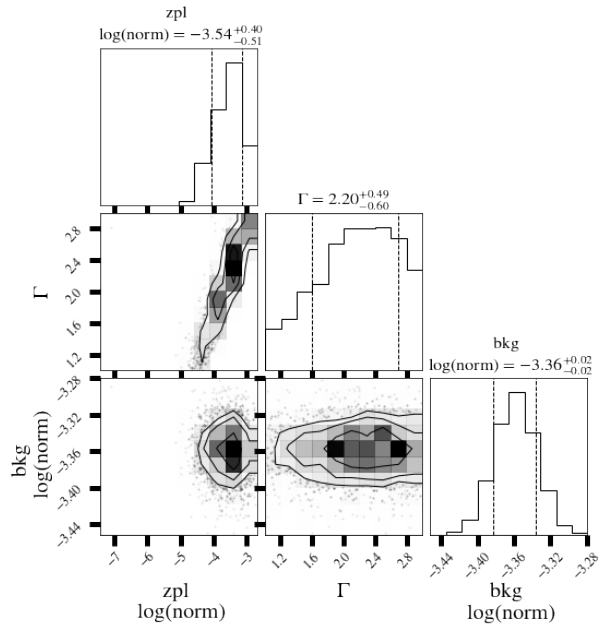 zpl
log(norm) = −3.54+0.40−0.51
Γ = 2.20+0.49−0.60
2.8
2.4
2.0
1.6
1.2
Γ
bkg
log(norm) = −3.36+0.02−0.02
−3.28
−3.32
−3.36
−3.40
−3.44
bkg
log(norm)
−7 −6 −5 −4 −3
zpl
log(norm)
1.2 1.6 2.0 2.4 2.8
Γ
−3.44 −3.40 −3.36 −3.32 −3.28
bkg
log(norm)